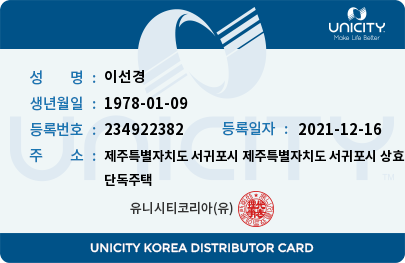 UNICITY
Make Life Better
성 명 : 이선경
생년월일 : 1978-01-09
등록번호 : 234922382 등록일자 : 2021-12-16
주 소 : 제주특별자치도 서귀포시 제주특별자치도 서귀포시 상효
단독주택
유니시티코리아(유)
UNICITY
UNICITY KOREA DISTRIBUTOR CARD